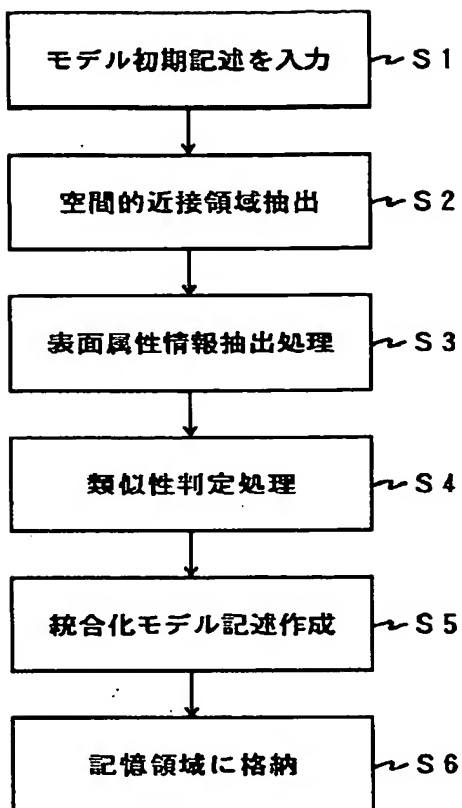 モデル初期記述を入力 S1
空間的近接領域抽出 S2
表面属性情報抽出処理 S3
類似性判定処理 S4
統合化モデル記述作成 S5
記憶領域に格納 S6